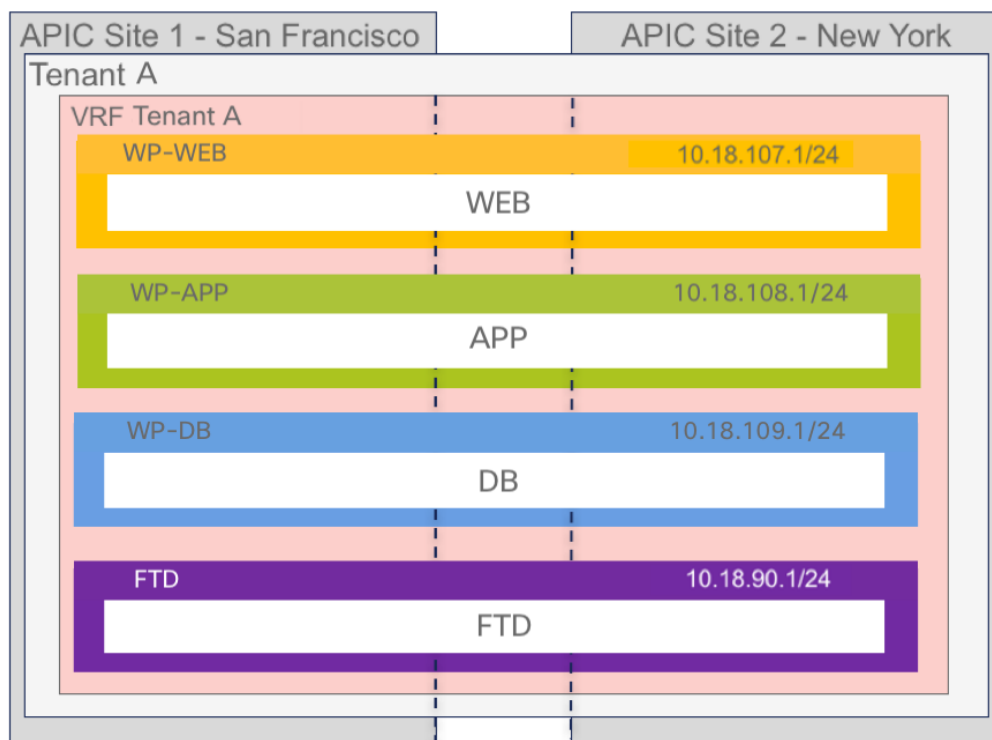 APIC Site 1 - San Francisco
APIC Site 2 - New York
Tenant A
VRF Tenant A
WP-WEB 10.18.107.1/24
WEB
WP-APP 10.18.108.1/24
APP
WP-DB 10.18.109.1/24
DB
FTD 10.18.90.1/24
FTD